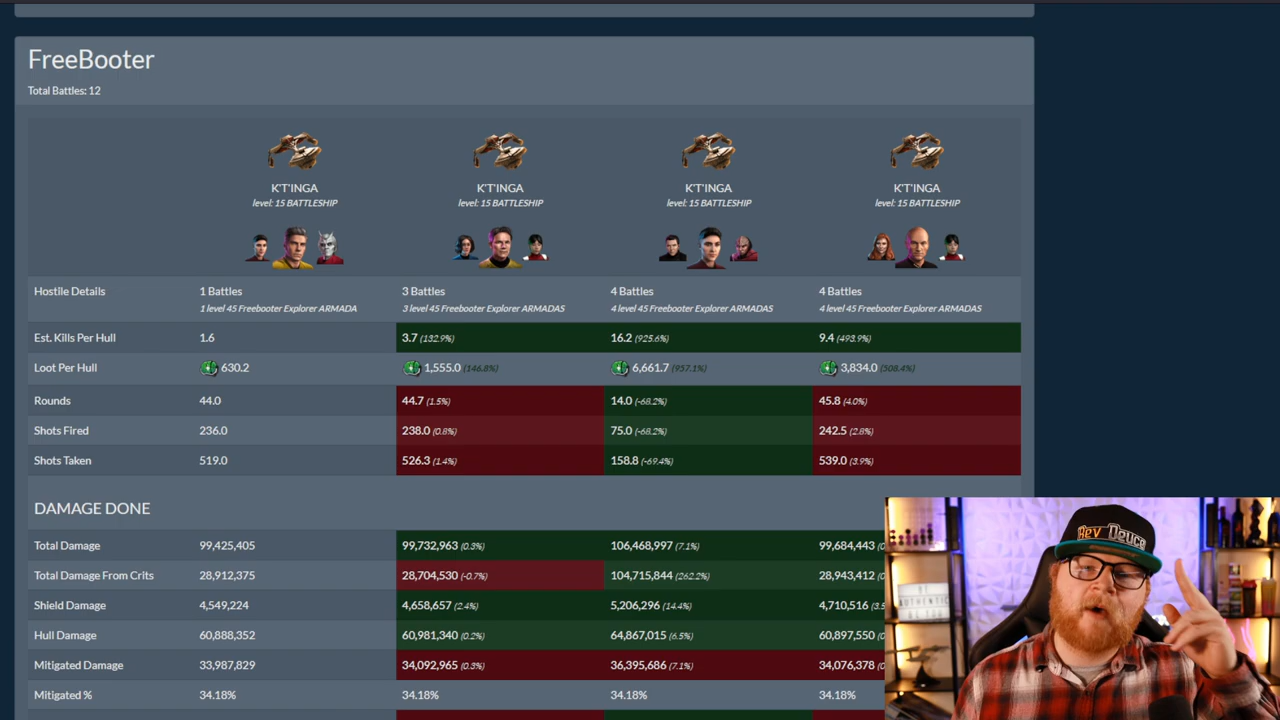 FreeBooter
Total Battles: 12
K'T'INGA K'T'INGA K'T'INGA K'T'INGA
level: 15 BATTLESHIP level: 15 BATTLESHIP level: 15 BATTLESHIP level: 15 BATTLESHIP
Hostile Details 1 Battles 3 Battles 4 Battles 4 Battles
1 level 45 Freebooter Explorer ARMADA 3 level 45 Freebooter Explorer ARMADAS 4 level 45 Freebooter Explorer ARMADAS 4 level 45 Freebooter Explorer ARMADAS
Est. Kills Per Hull 1.6 3.7 (132.9%) 16.2 (925.6%) 9.4 (493.9%)
Loot Per Hull 630.2 1,555.0 (146.8%) 6,661.7 (957.1%) 3,834.0 (508.4%)
Rounds 44.0 44.7 (1.5%) 14.0 (-68.2%) 45.8 (4.0%)
Shots Fired 236.0 238.0 (0.8%) 75.0 (-68.2%) 242.5 (2.8%)
Shots Taken 519.0 526.3 (1.4%) 158.8 (-69.4%) 539.0 (3.9%)
DAMAGE DONE
Total Damage 99,425,405 99,732,963 (0.3%) 106,468,997 (7.1%) 99,684,443
Total Damage From Crits 28,912,375 28,704,530 (-0.7%) 104,715,844 (262.2%) 28,943,412
Shield Damage 4,549,224 4,658,657 (2.4%) 5,206,296 (14.4%) 4,710,516
Hull Damage 60,888,352 60,981,340 (0.2%) 64,867,015 (6.5%) 60,897,550
Mitigated Damage 33,987,829 34,092,965 (0.3%) 36,395,686 (7.1%) 34,076,378
Mitigated % 34.18% 34.18% 34.18% 34.18%
Rev Deuce